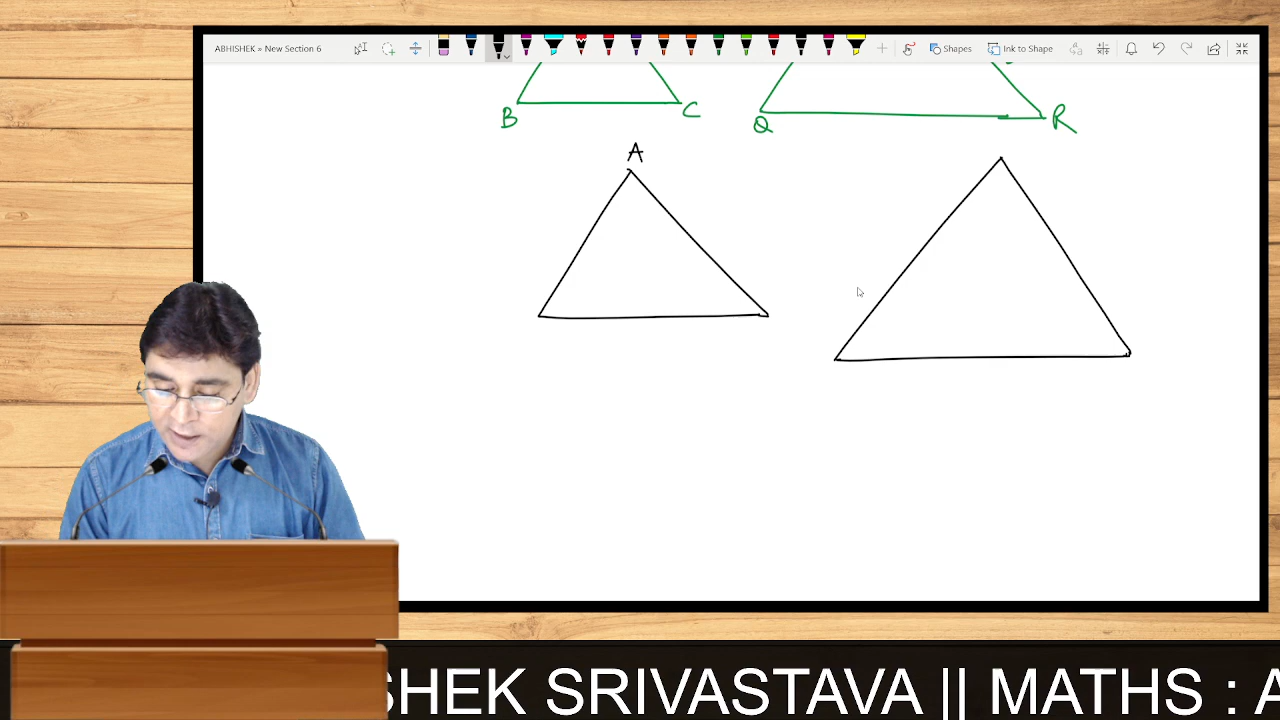 ABHISHEK » New Section 6
Shapes
Ink to Shape
B
C
Q
R
A
SHEK SRIVASTAVA || MATHS : A